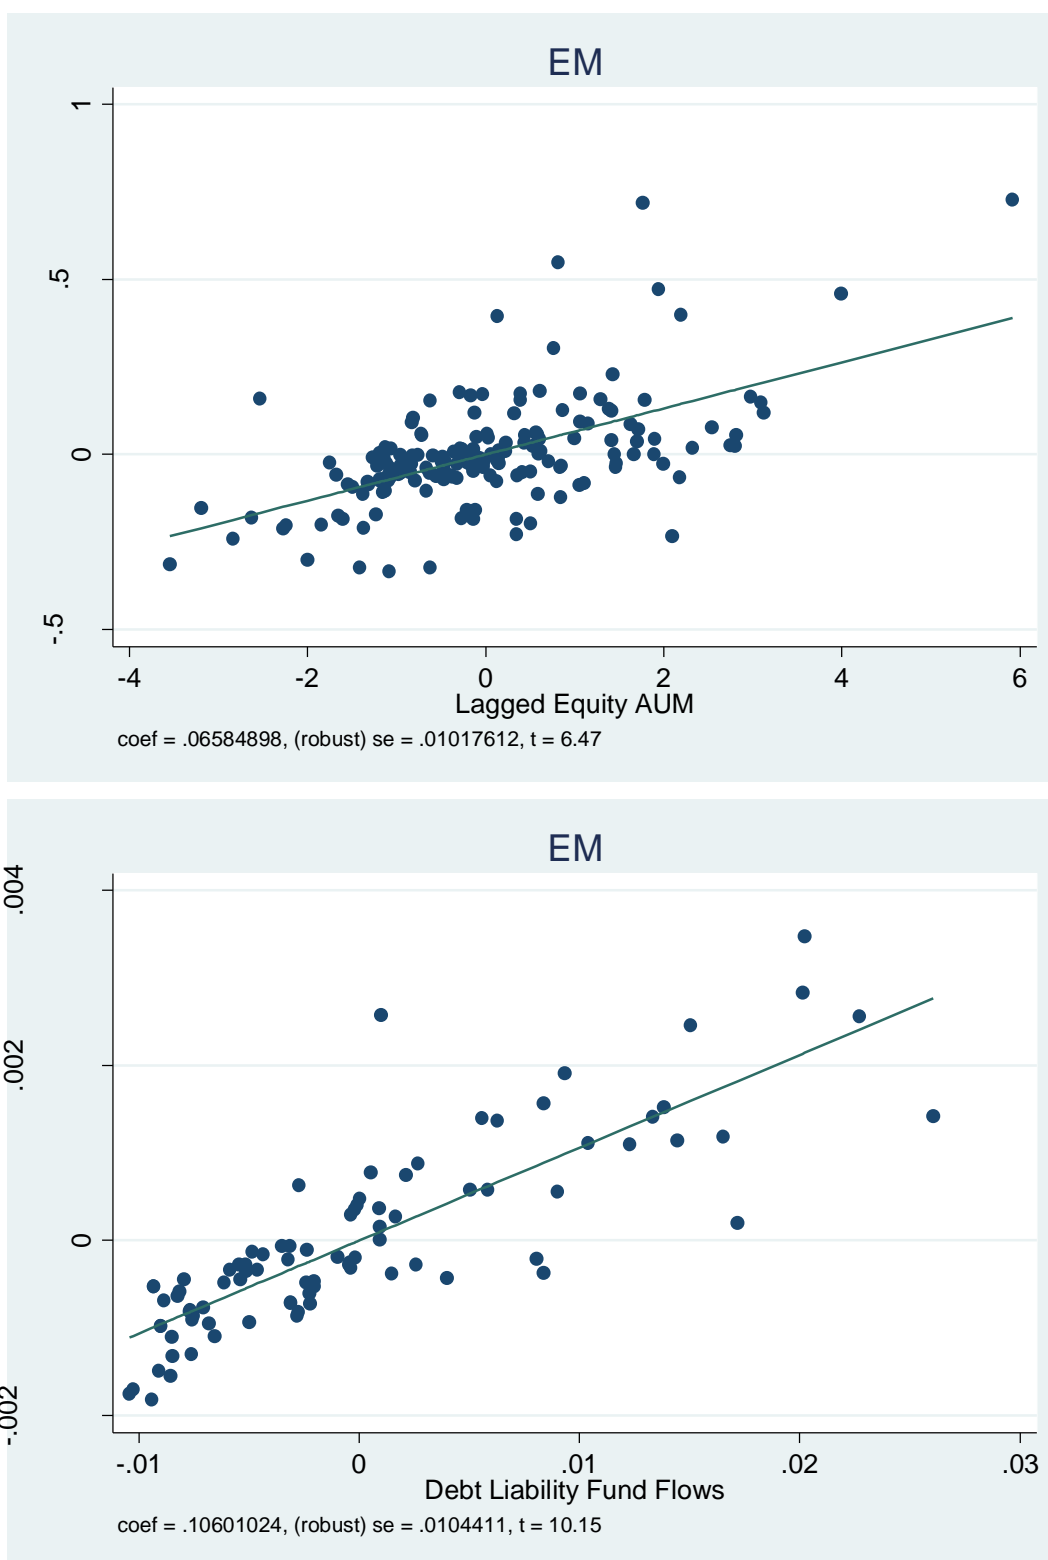 EM
1
.5
0
-.5
-4 -2 0 2 4 6
Lagged Equity AUM
coef = .06584898, (robust) se = .01017612, t = 6.47
EM
.004
.002
0
-.002
-.01 0 .01 .02 .03
Debt Liability Fund Flows
coef = .10601024, (robust) se = .0104411, t = 10.15